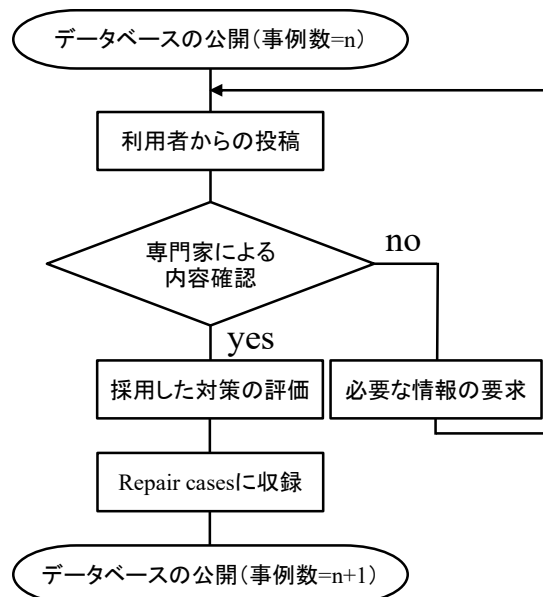 データベースの公開(事例数=n)
利用者からの投稿
専門家による
内容確認
no
yes
採用した対策の評価
必要な情報の要求
Repair casesに収録
データベースの公開(事例数=n+1)